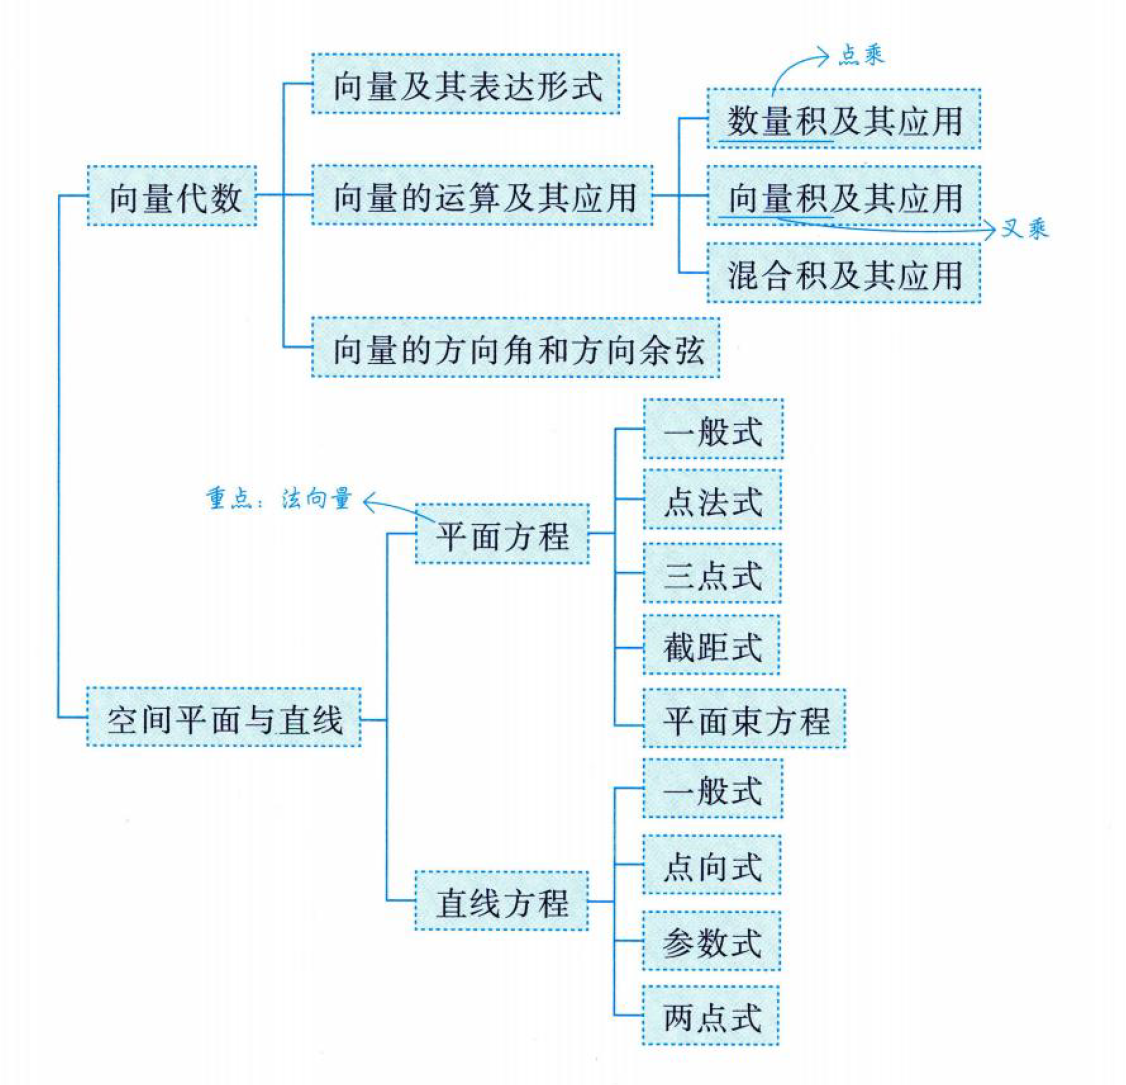 点乘
向量及其表达形式
数量积及其应用
向量代数
向量的运算及其应用
向量积及其应用
叉乘
混合积及其应用
向量的方向角和方向余弦
一般式
重点：法向量
点法式
平面方程
三点式
截距式
空间平面与直线
平面束方程
一般式
点向式
直线方程
参数式
两点式